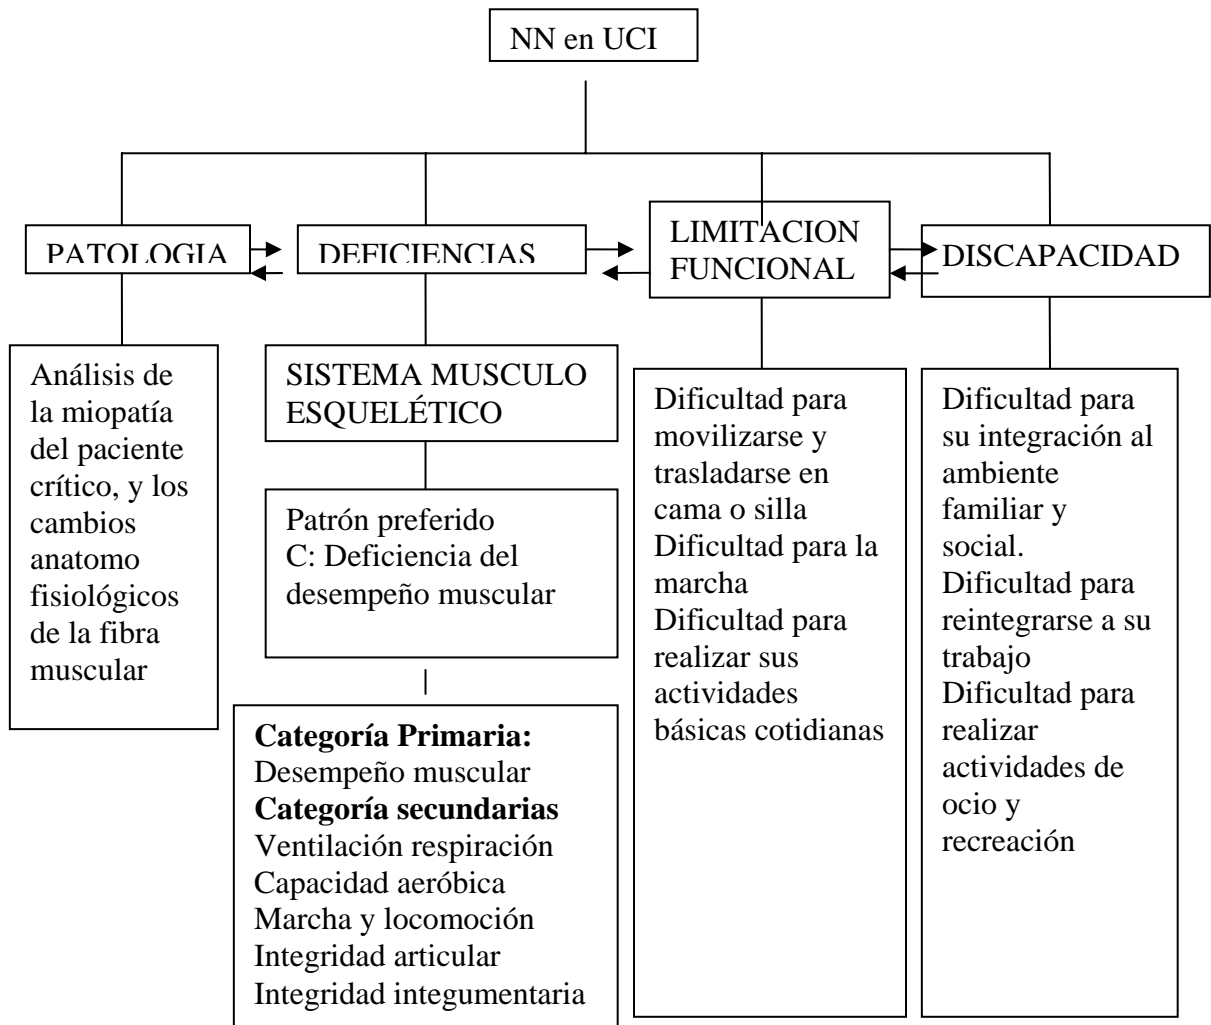 NN en UCI
PATOLOGIA
DEFICIENCIAS
LIMITACION
FUNCIONAL
DISCAPACIDAD
Análisis de
la miopatía
del paciente
crítico, y los
cambios
anatomo
fisiológicos
de la fibra
muscular
SISTEMA MUSCULO
ESQUELÉTICO
Patrón preferido
C: Deficiencia del
desempeño muscular
Categoría Primaria:
Desempeño muscular
Categoría secundarias
Ventilación respiración
Capacidad aeróbica
Marcha y locomoción
Integridad articular
Integridad integumentaria
Dificultad para
movilizarse y
trasladarse en
cama o silla
Dificultad para la
marcha
Dificultad para
realizar sus
actividades
básicas cotidianas
Dificultad para
su integración al
ambiente
familiar y
social.
Dificultad para
reintegrarse a su
trabajo
Dificultad para
realizar
actividades de
ocio y
recreación